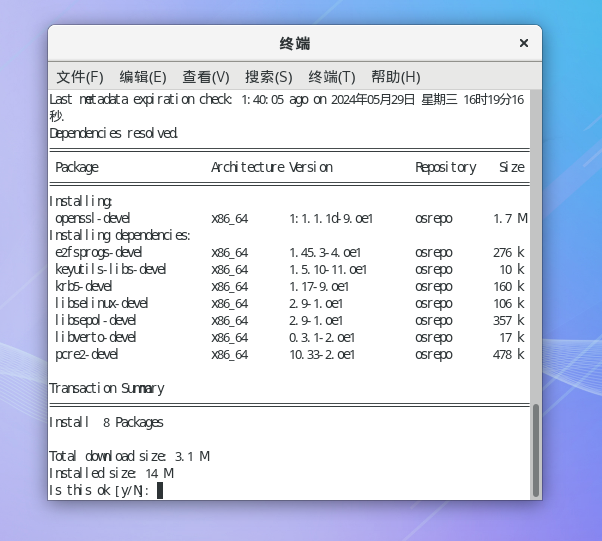 终端
文件(F) 编辑(E) 查看(V) 搜索(S) 终端(T) 帮助(H)
Last metadata expiration check: 1:40:05 ago on 2024年05月29日 星期三 16时19分16
秒.
Dependencies resolved.
Package Architecture Version Repository Size
Installing:
openssl-devel x86_64 1:1.1.1d-9.oe1 osrepo 1.7 M
Installing dependencies:
e2fsprogs-devel x86_64 1.45.3-4.oe1 osrepo 276 k
keyutils-libs-devel x86_64 1.5.10-11.oe1 osrepo 10 k
krb5-devel x86_64 1.17-9.oe1 osrepo 160 k
libselinux-devel x86_64 2.9-1.oe1 osrepo 106 k
libsepol-devel x86_64 2.9-1.oe1 osrepo 357 k
libverto-devel x86_64 0.3.1-2.oe1 osrepo 17 k
pcre2-devel x86_64 10.33-2.oe1 osrepo 478 k
Transaction Summary
Install 8 Packages
Total download size: 3.1 M
Installed size: 14 M
Is this ok [y/N]: